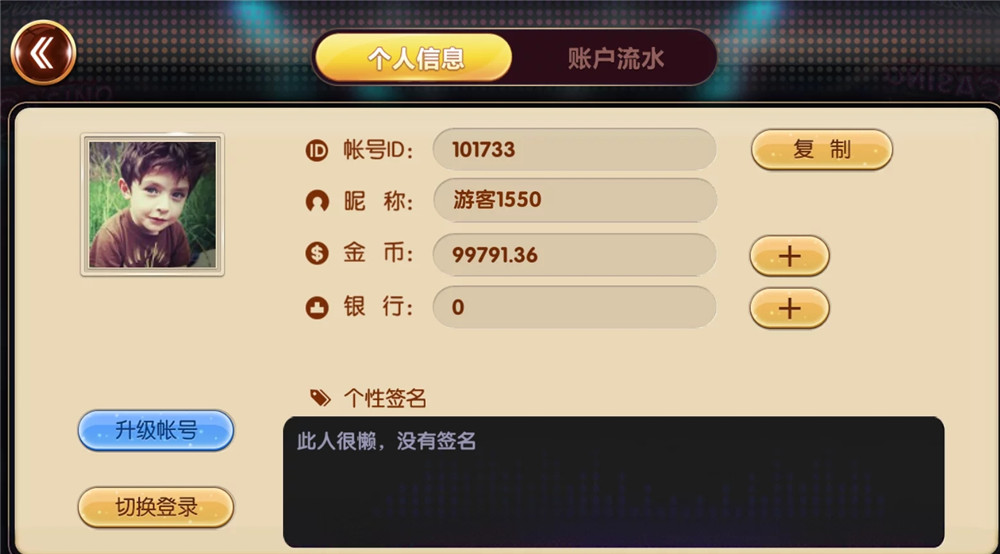 个人信息
账户流水
ID 帐号ID: 101733
复 制
昵 称: 游客1550
$ 金 币: 99791.36
银 行: 0
个性签名
升级帐号
此人很懒，没有签名
切换登录